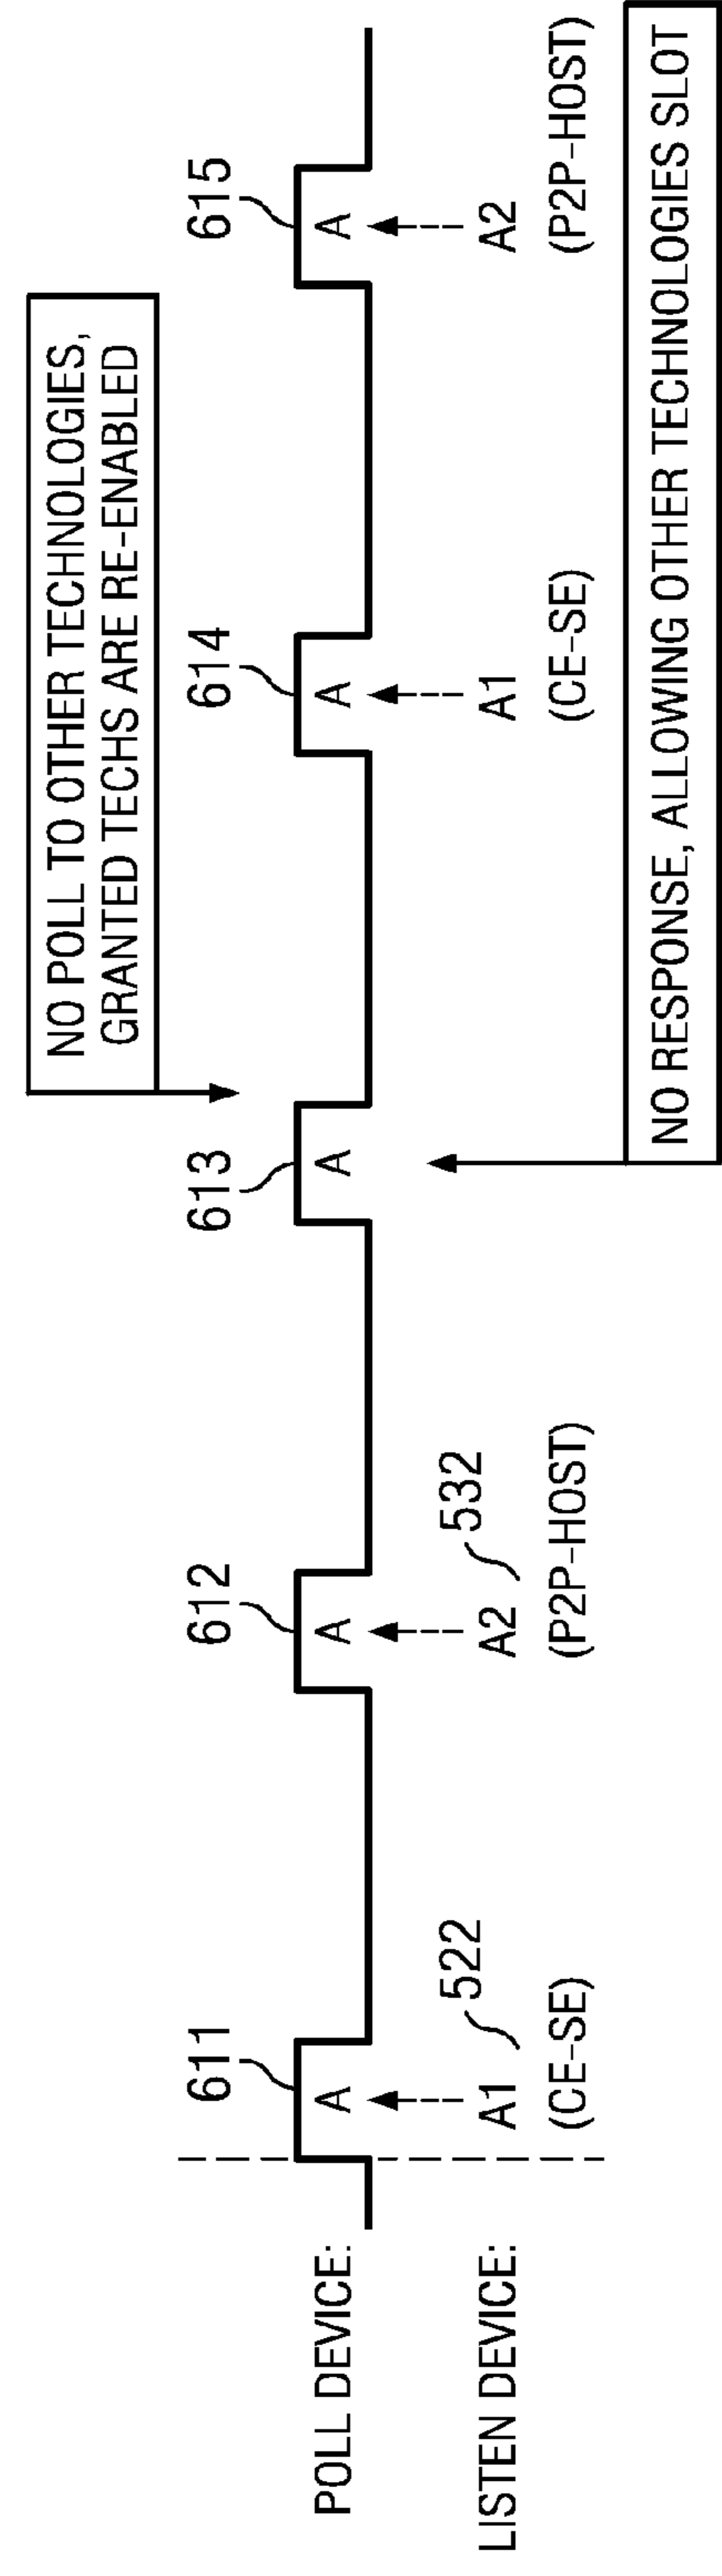 NO POLL TO OTHER TECHNOLOGIES,
GRANTED TECHS ARE RE-ENABLED
611
612
613
614
615
POLL DEVICE:
A
A
A
A
A
522
532
LISTEN DEVICE:
A1
A2
A1
A2
(CE-SE)
(P2P-HOST)
(CE-SE)
(P2P-HOST)
NO RESPONSE, ALLOWING OTHER TECHNOLOGIES SLOT